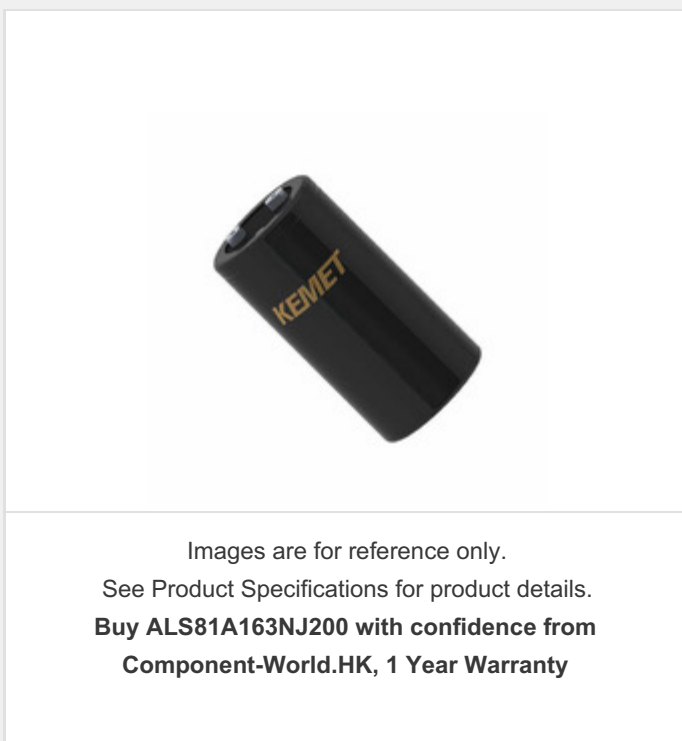 KEMET
Images are for reference only.
See Product Specifications for product details.
Buy ALS81A163NJ200 with confidence from
Component-World.HK, 1 Year Warranty